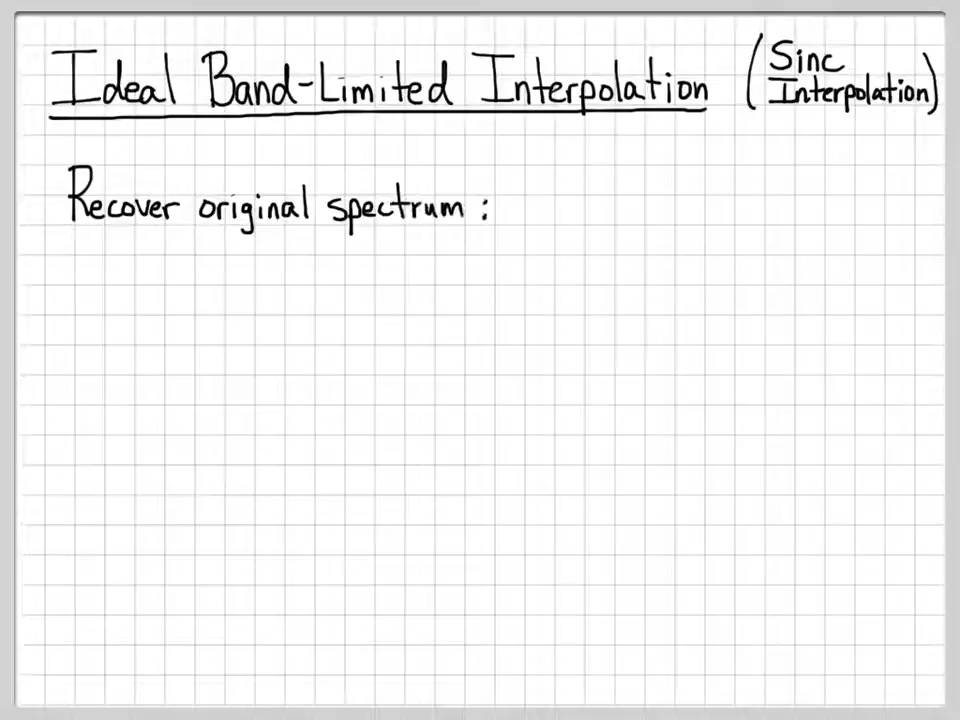 Ideal Band-Limited Interpolation (Sinc Interpolation)
Recover original spectrum :